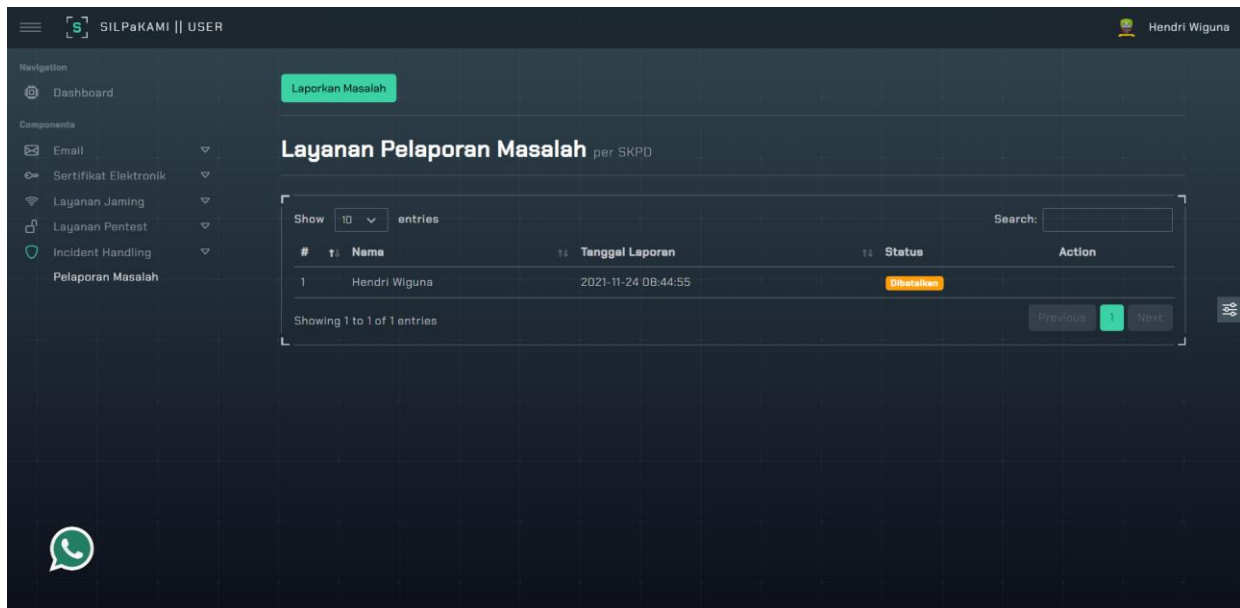 SILPaKAMI || USER
Hendri Wiguna
Navigation
Dashboard
Components
Email
Sertifikat Elektronik
Layanan Jaming
Layanan Pentest
Incident Handling
Pelaporan Masalah
Laporkan Masalah
Layanan Pelaporan Masalah per SKPD
Show 10 entries Search:
# Name Tanggal Laporan Status Action
1 Hendri Wiguna 2021-11-24 08:44:55 Dibatalkan
Showing 1 to 1 of 1 entries
Previous 1 Next